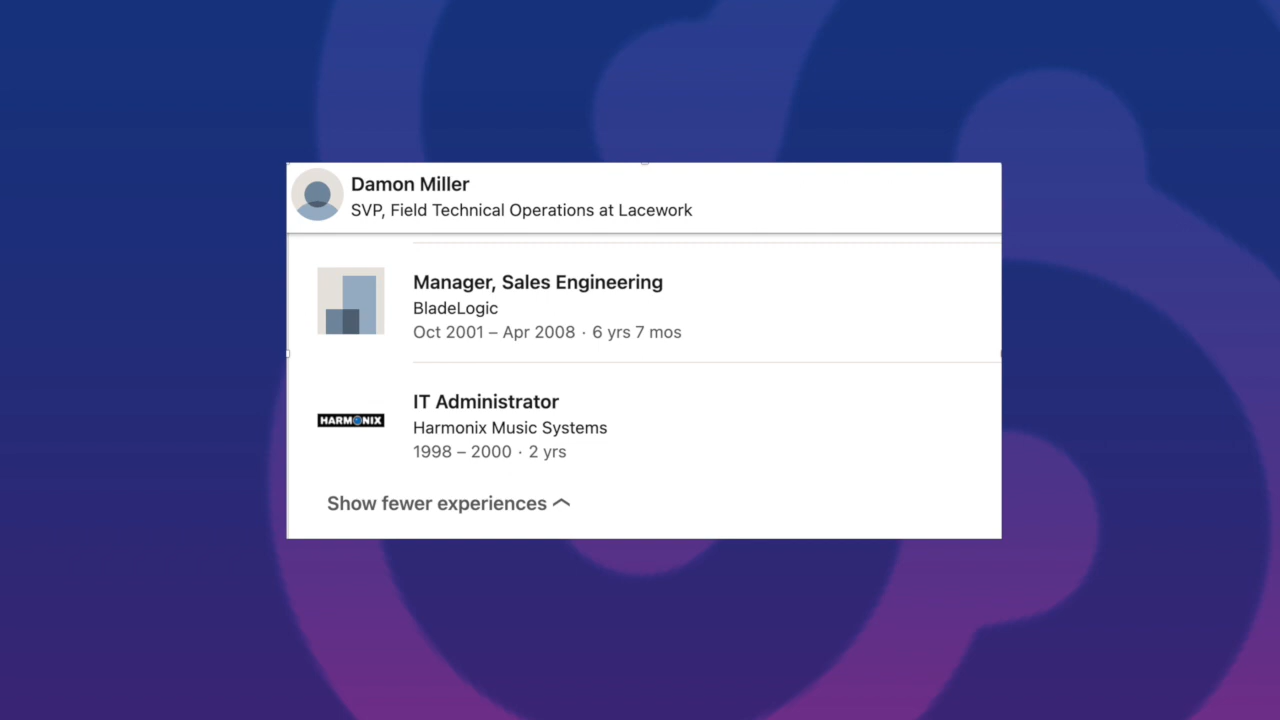 Damon Miller
SVP, Field Technical Operations at Lacework
Manager, Sales Engineering
BladeLogic
Oct 2001 – Apr 2008 · 6 yrs 7 mos
HARMONIX
IT Administrator
Harmonix Music Systems
1998 – 2000 · 2 yrs
Show fewer experiences